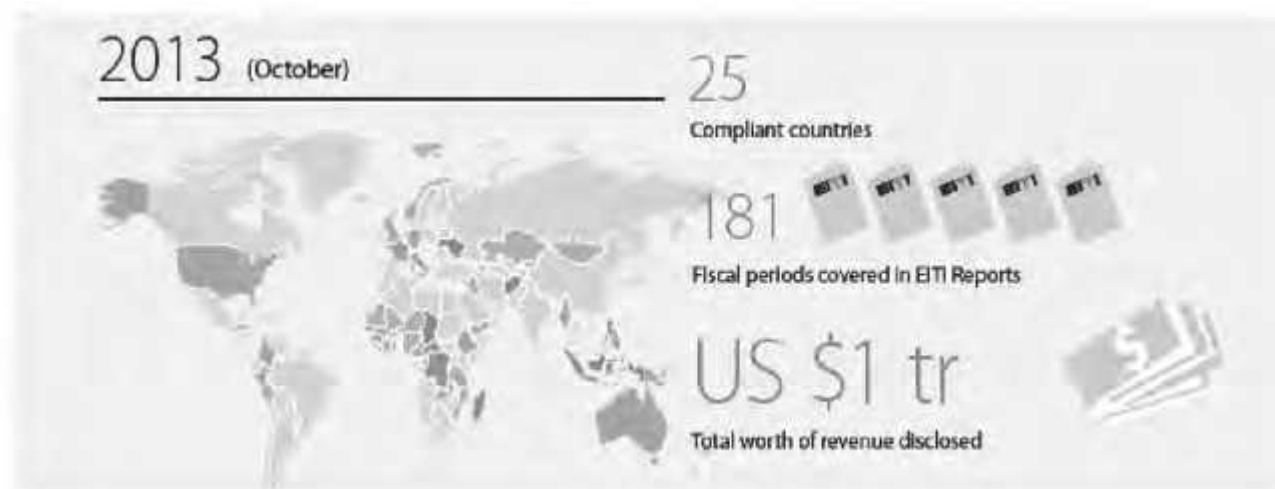 2013 (October)
25
Compliant countries
181
Fiscal periods covered in EITI Reports
US $1 tr
Total worth of revenue disclosed
$